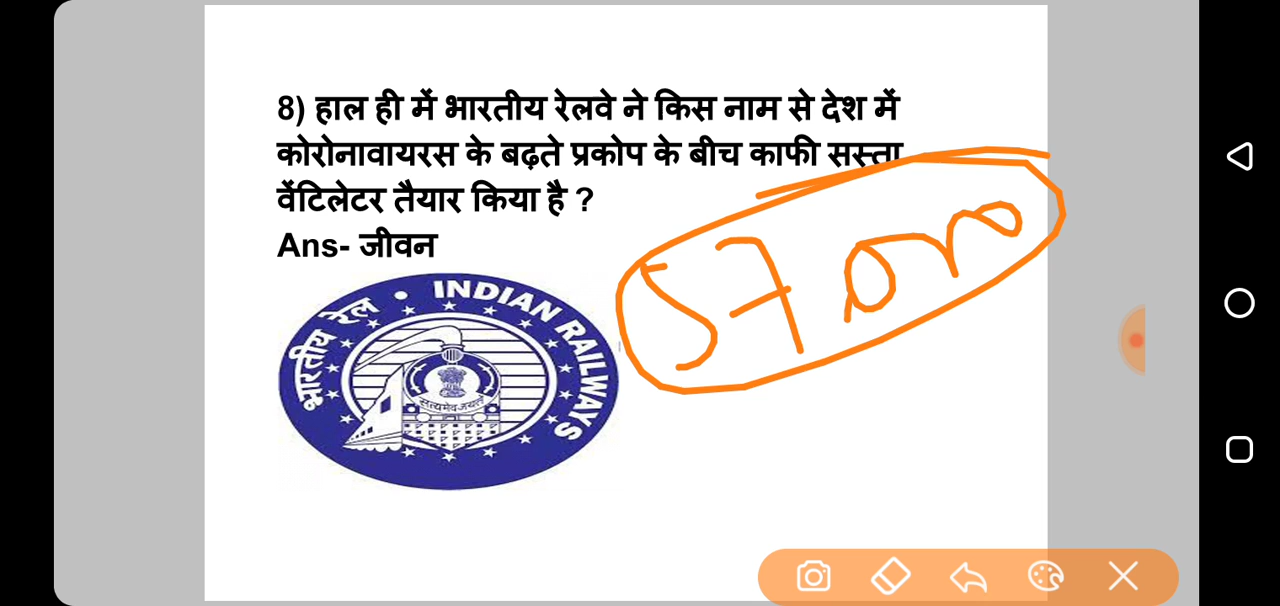 8) हाल ही में भारतीय रेलवे ने किस नाम से देश में
कोरोनावायरस के बढ़ते प्रकोप के बीच काफी सस्ता
वेंटिलेटर तैयार किया है ?
Ans- जीवन
भारतीय रेल • INDIAN RAILWAYS
सत्यमेव जयते